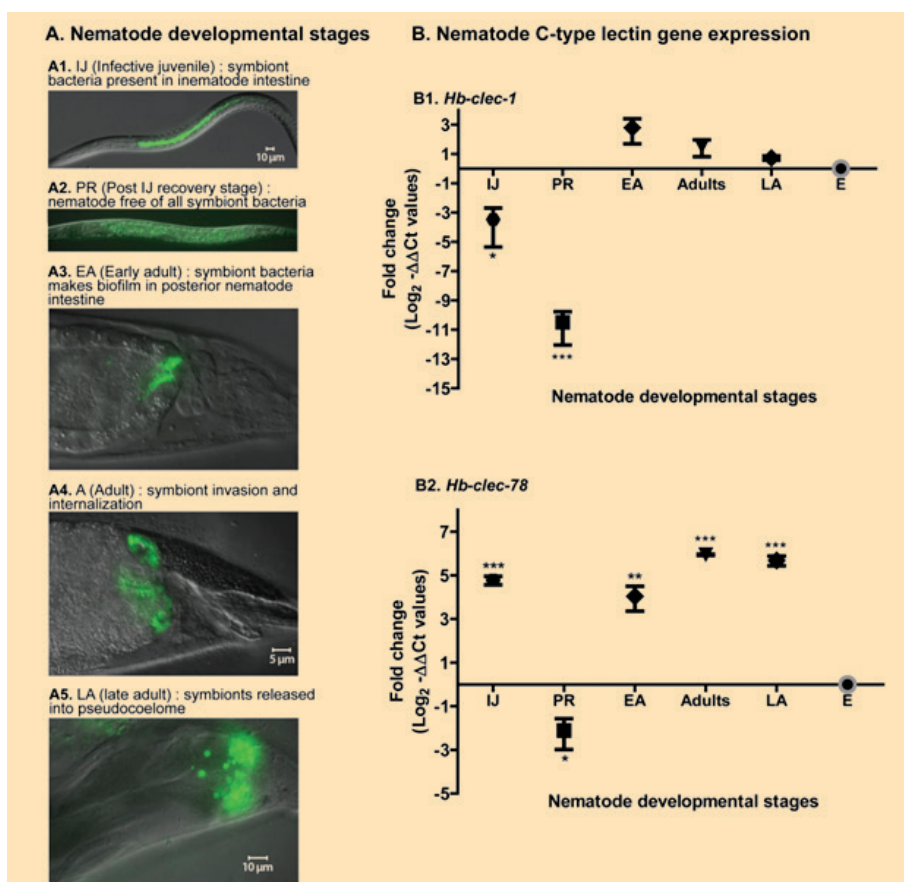 A. Nematode developmental stages
A1. IJ (Infective juvenile) : symbiont
bacteria present in inematode intestine
10 μm
A2. PR (Post IJ recovery stage) :
nematode free of all symbiont bacteria
A3. EA (Early adult) : symbiont bacteria
makes biofilm in posterior nematode
intestine
A4. A (Adult) : symbiont invasion and
internalization
5 μm
A5. LA (late adult) : symbionts released
into pseudocoelome
10 μm
B. Nematode C-type lectin gene expression
B1. Hb-clec-1
Fold change
(Log2 -ΔΔCt values)
3
1
-1
-3
-5
-7
-9
-11
-13
-15
IJ PR EA Adults LA E
*
***
Nematode developmental stages
B2. Hb-clec-78
Fold change
(Log2 -ΔΔCt values)
7
5
3
1
-1
-3
-5
*** ** *** ***
IJ PR EA Adults LA E
*
Nematode developmental stages